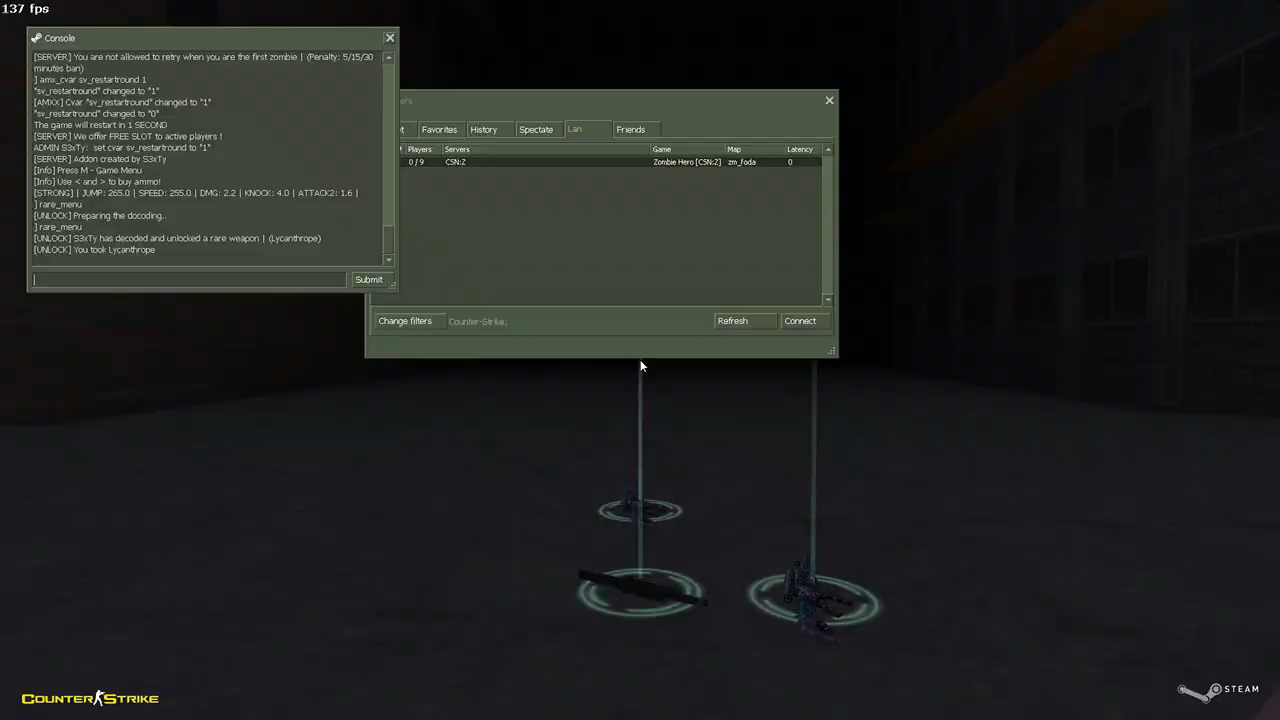 137 fps
Console
[SERVER] You are not allowed to retry when you are the first zombie | (Penalty: 5/15/30
minutes ban)
] amx_cvar sv_restartround 1
"sv_restartround" changed to "1"
[AMXX] Cvar "sv_restartround" changed to "1"
"sv_restartround" changed to "0"
The game will restart in 1 SECOND
[SERVER] We offer FREE SLOT to active players !
ADMIN S3xTy: set cvar sv_restartround to "1"
[SERVER] Addon created by S3xTy
[Info] Press M - Game Menu
[Info] Use < and > to buy ammo!
[STRONG] | JUMP: 265.0 | SPEED: 255.0 | DMG: 2.2 | KNOCK: 4.0 | ATTACK2: 1.6 |
] rare_menu
[UNLOCK] Preparing the docoding..
] rare_menu
[UNLOCK] S3xTy has decoded and unlocked a rare weapon | (Lycanthrope)
[UNLOCK] You took Lycanthrope
Submit
Favorites History Spectate Lan Friends
Players Servers Game Map Latency
0 / 9 CSN:Z Zombie Hero [CSN:Z] zm_foda 0
Change filters Counter-Strike; Refresh Connect
COUNTER STRIKE
STEAM